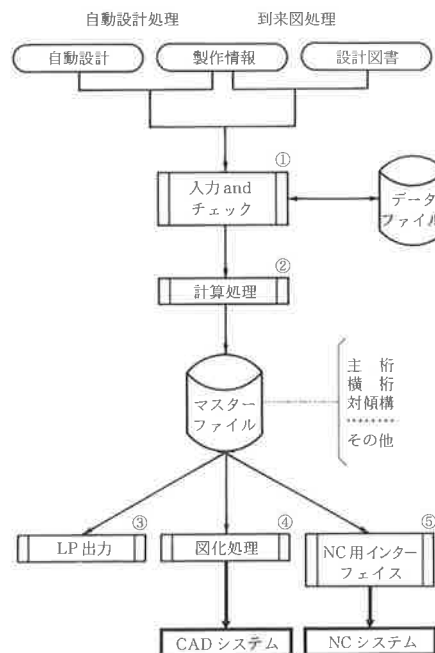 自動設計処理 到来図処理
自動設計 製作情報 設計図書
①
入力and
チェック
データ
ファイル
②
計算処理
マスター
ファイル
主桁
横桁
対傾構
........
その他
③ ④ ⑤
LP出力 図化処理 NC用インター
フェイス
CADシステム NCシステム